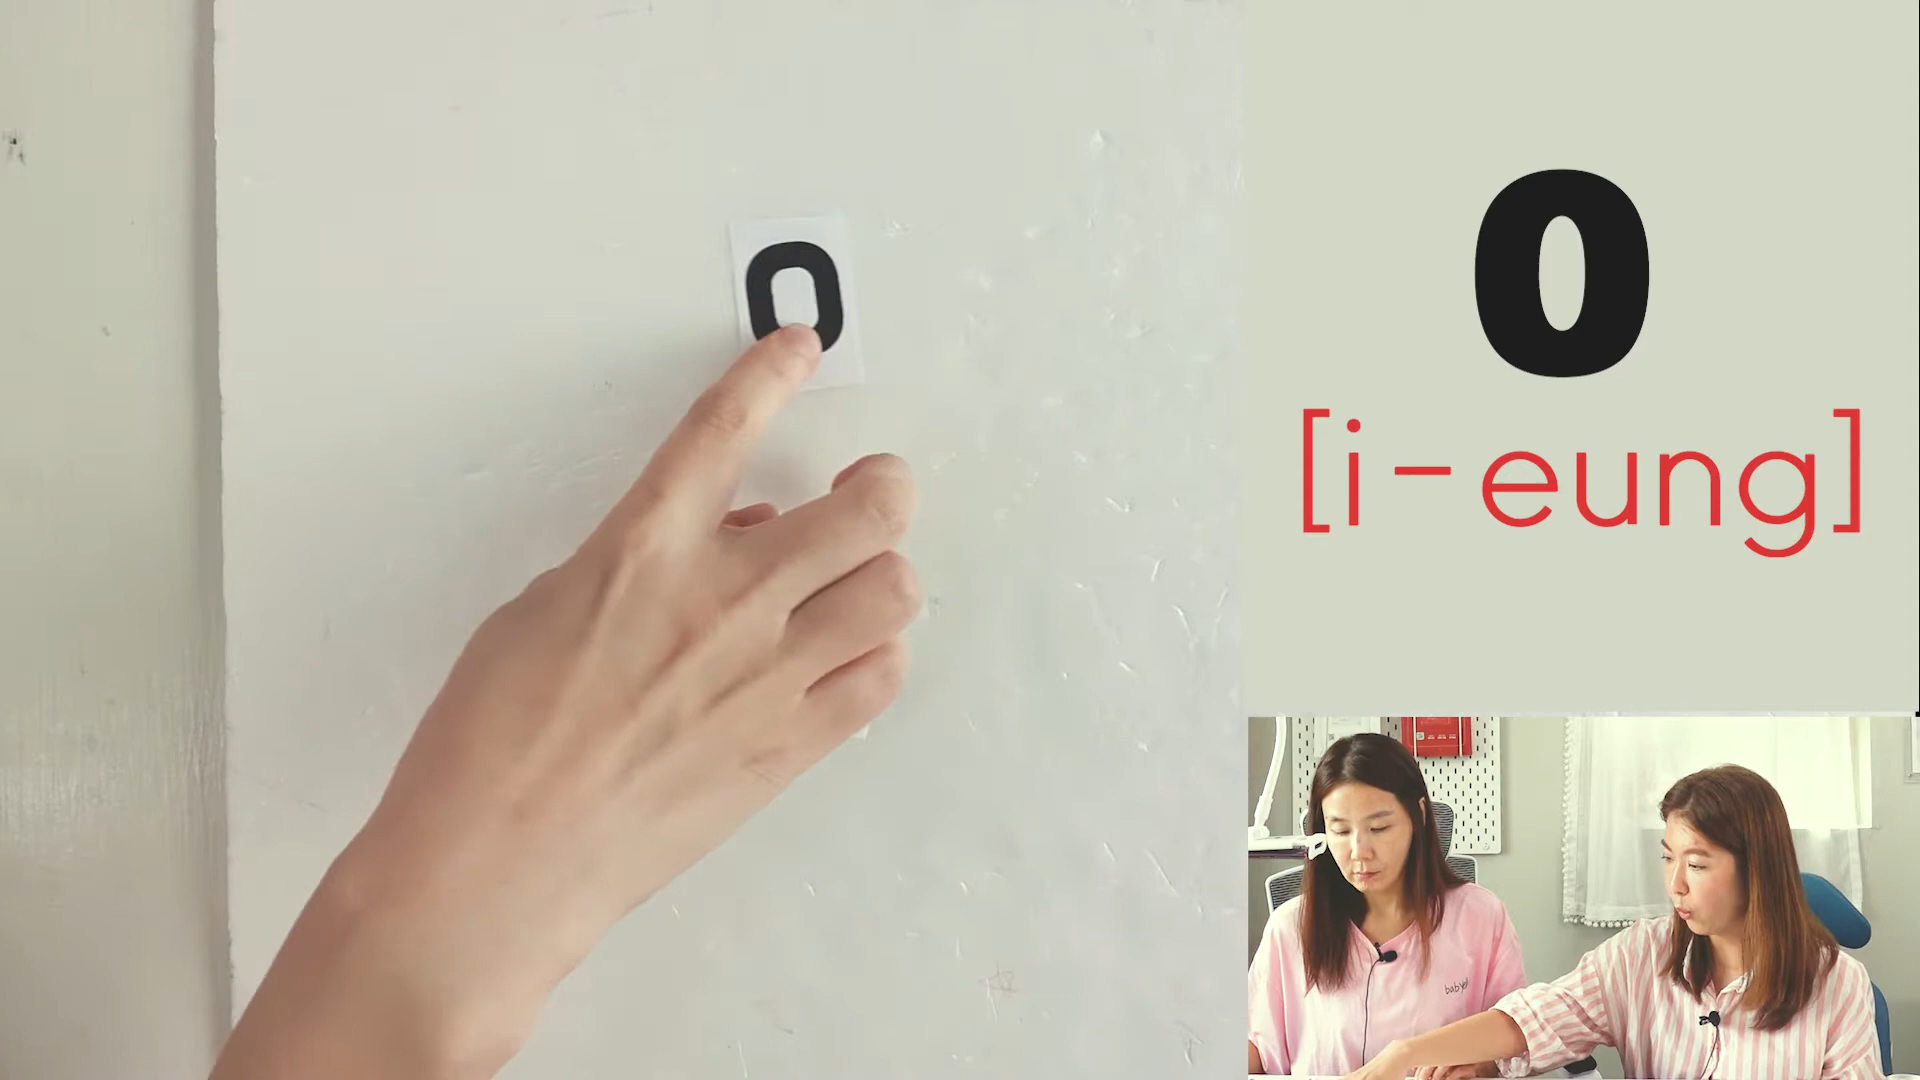 ㅇ
ㅇ
[i-eung]
baby